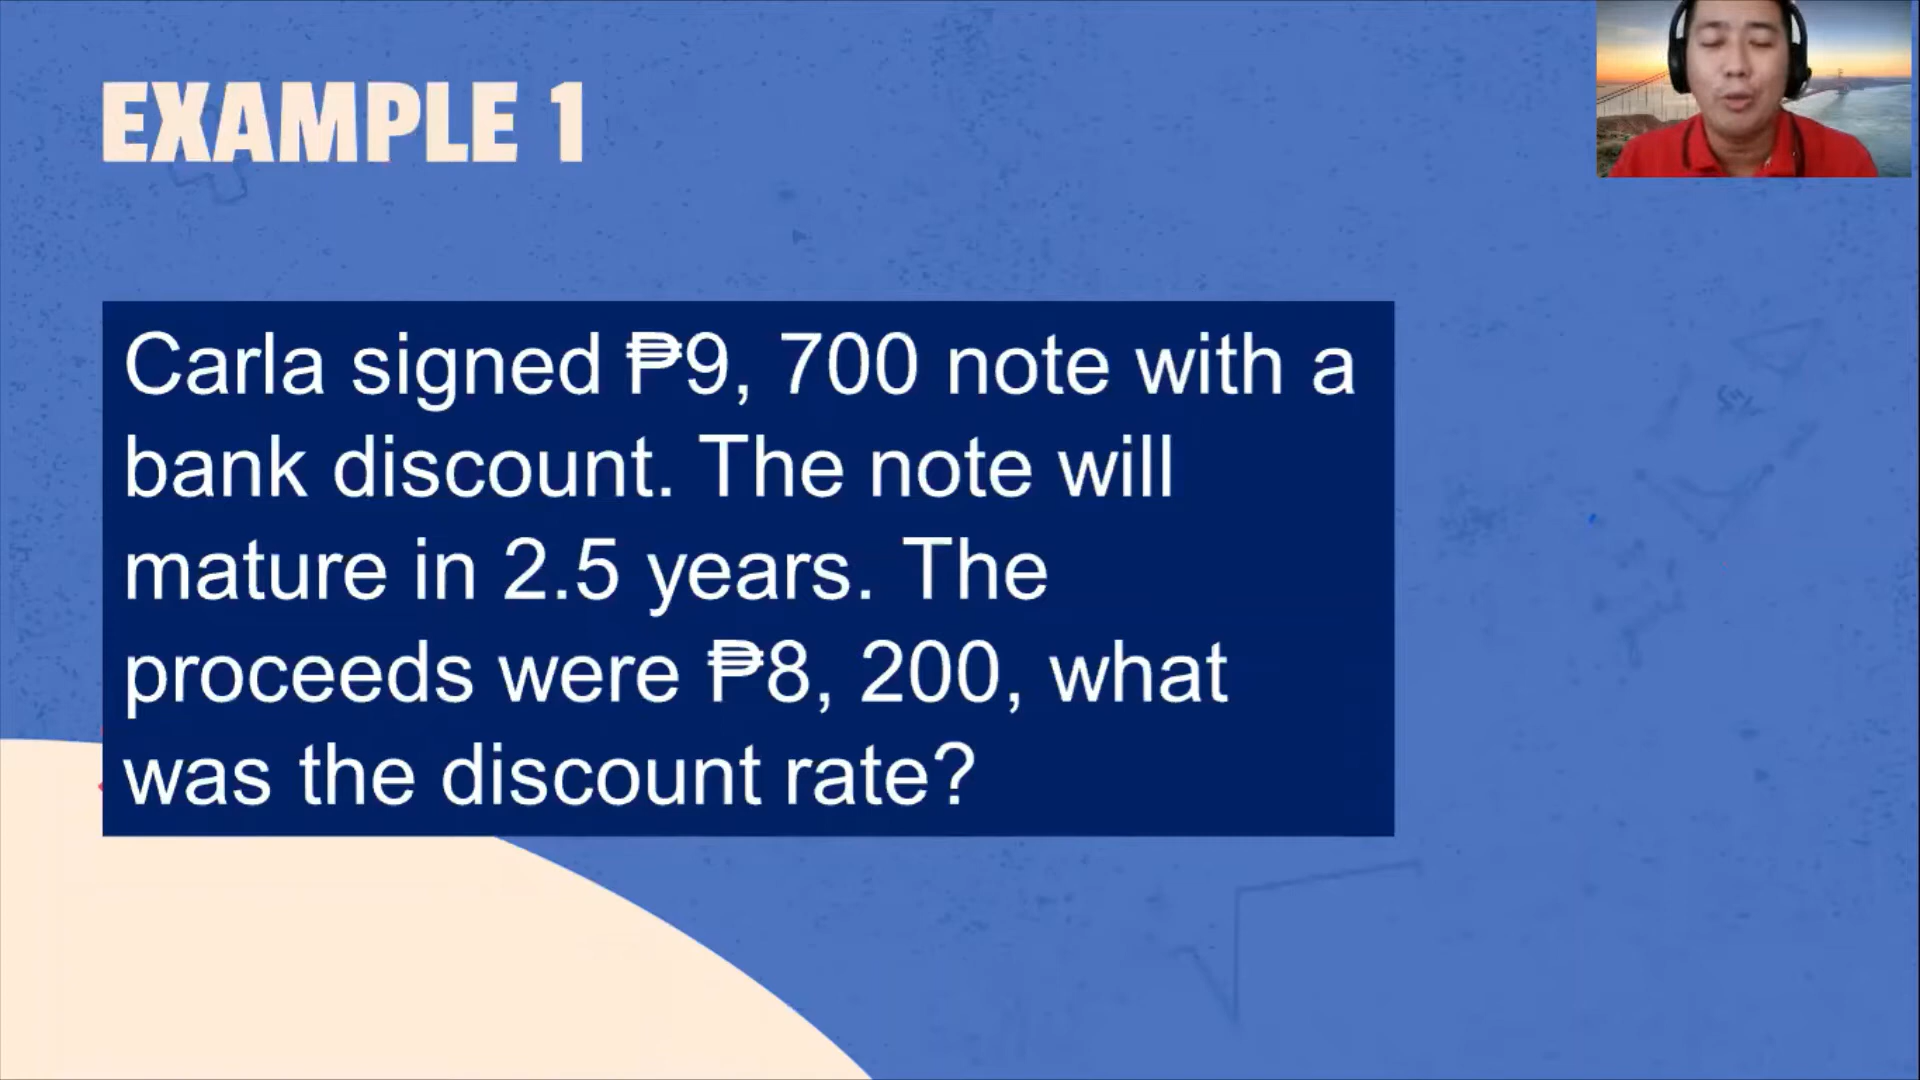 EXAMPLE 1
Carla signed ₱9, 700 note with a
bank discount. The note will
mature in 2.5 years. The
proceeds were ₱8, 200, what
was the discount rate?